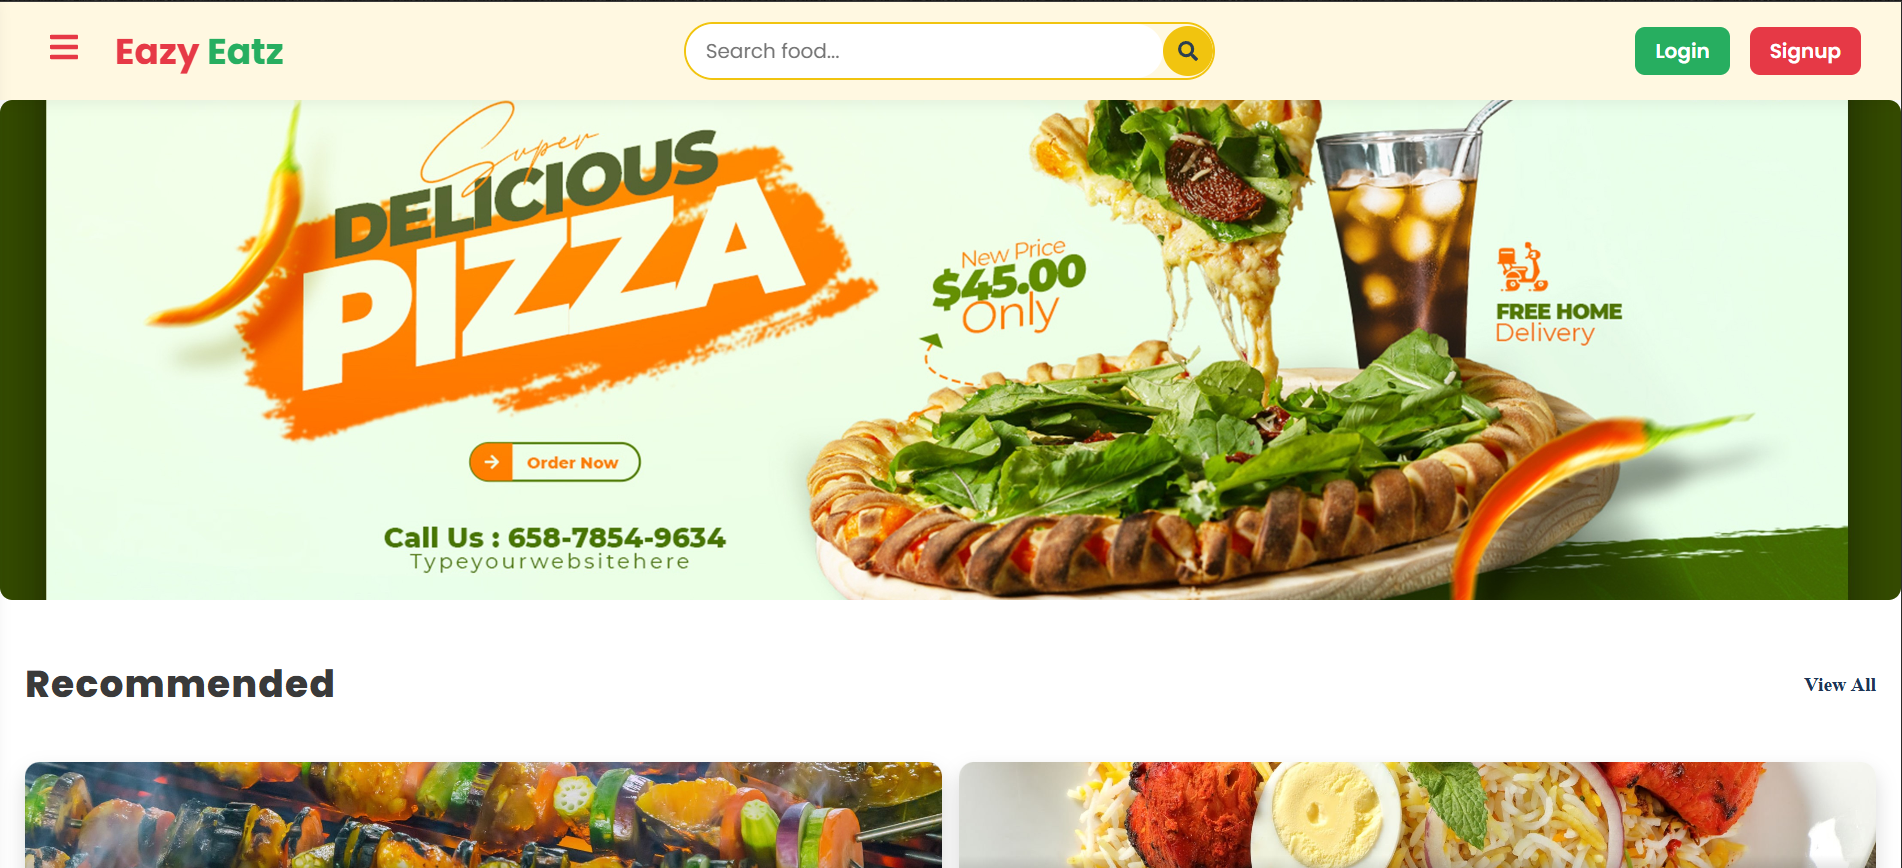 Eazy Eatz
Search food...
Login
Signup
Super
DELICIOUS
PIZZA
New Price
$45.00
Only
FREE HOME
Delivery
Order Now
Call Us : 658-7854-9634
Typeyourwebsitehere
Recommended
View All